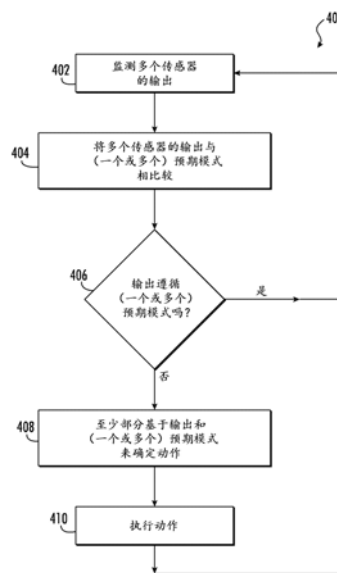 402
监测多个传感器
的输出
404
将多个传感器的输出与
(一个或多个)预期模式
相比较
406
输出遵循
(一个或多个)
预期模式吗?
是
否
408
至少部分基于输出和
(一个或多个)预期模式
来确定动作
410
执行动作